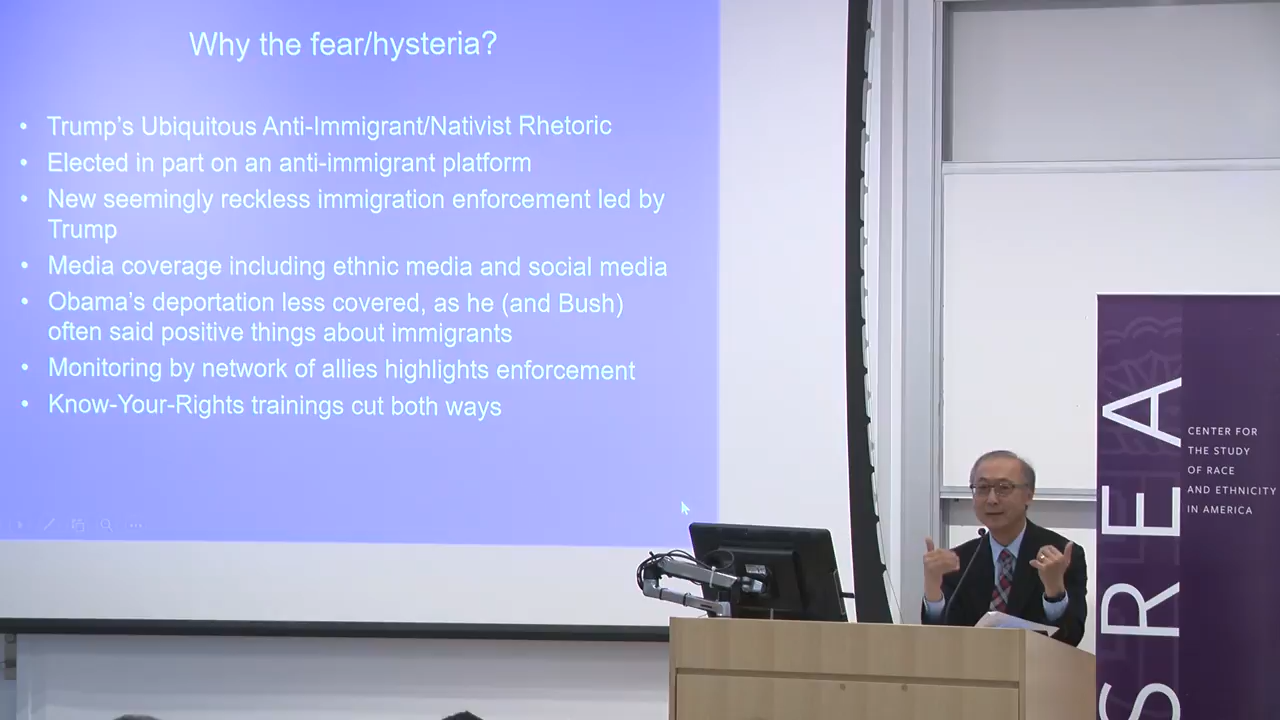 Why the fear/hysteria?
• Trump's Ubiquitous Anti-Immigrant/Nativist Rhetoric
• Elected in part on an anti-immigrant platform
• New seemingly reckless immigration enforcement led by
Trump
• Media coverage including ethnic media and social media
• Obama's deportation less covered, as he (and Bush)
often said positive things about immigrants
• Monitoring by network of allies highlights enforcement
• Know-Your-Rights trainings cut both ways
SREA
CENTER FOR
THE STUDY
OF RACE
AND ETHNICITY
IN AMERICA